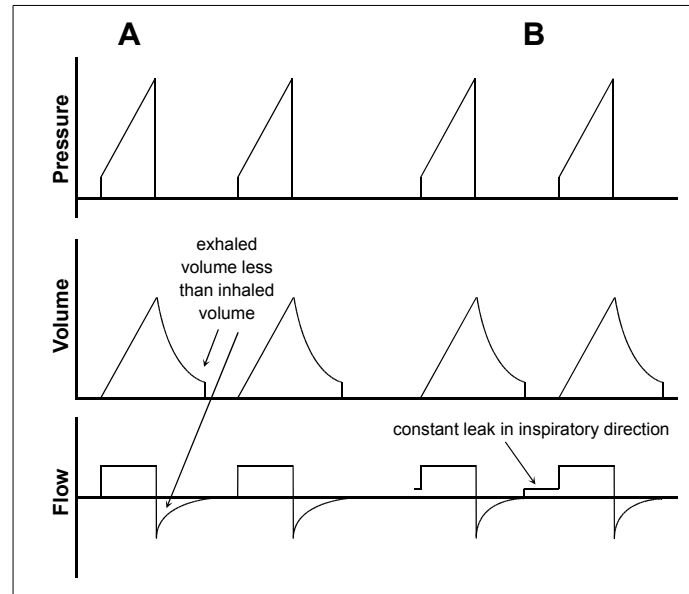 A
B
Pressure
exhaled
volume less
than inhaled
volume
Volume
constant leak in inspiratory direction
Flow